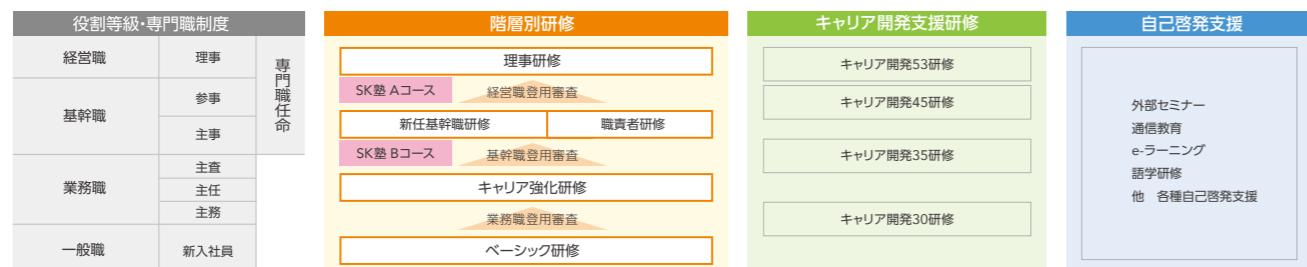 役割等級・専門職制度
経営職
理事
専門職任命
基幹職
参事
主事
業務職
主査
主任
主務
一般職
新入社員
階層別研修
理事研修
SK塾 Aコース
経営職登用審査
新任基幹職研修
職責者研修
SK塾 Bコース
基幹職登用審査
キャリア強化研修
業務職登用審査
ベーシック研修
キャリア開発支援研修
キャリア開発53研修
キャリア開発45研修
キャリア開発35研修
キャリア開発30研修
自己啓発支援
外部セミナー
通信教育
e-ラーニング
語学研修
他　各種自己啓発支援